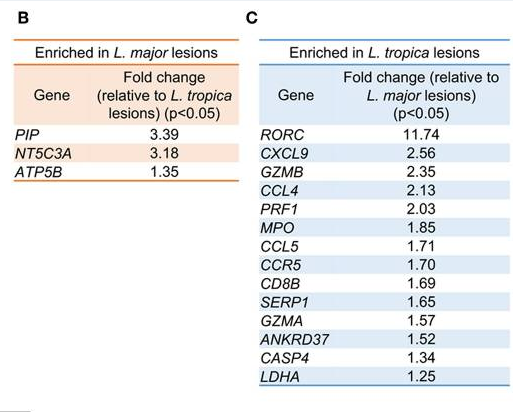 B
Enriched in L. major lesions
Gene
Fold change
(relative to L. tropica
lesions) (p<0.05)
PIP 3.39
NT5C3A 3.18
ATP5B 1.35
C
Enriched in L. tropica lesions
Gene
Fold change (relative to
L. major lesions)
(p<0.05)
RORC 11.74
CXCL9 2.56
GZMB 2.35
CCL4 2.13
PRF1 2.03
MPO 1.85
CCL5 1.71
CCR5 1.70
CD8B 1.69
SERP1 1.65
GZMA 1.57
ANKRD37 1.52
CASP4 1.34
LDHA 1.25